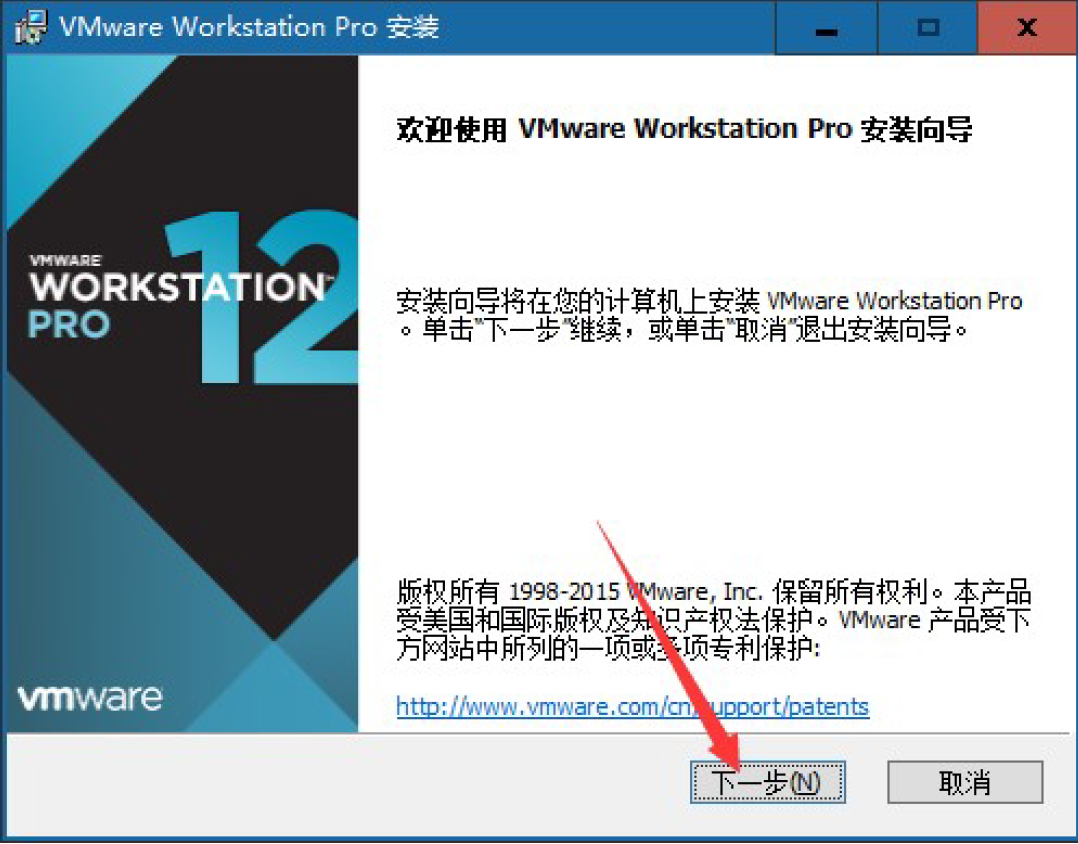 VMware Workstation Pro 安装
欢迎使用 VMware Workstation Pro 安装向导
VMWARE
WORKSTATION™
PRO
12
安装向导将在您的计算机上安装 VMware Workstation Pro
。单击“下一步”继续，或单击“取消”退出安装向导。
版权所有 1998-2015 VMware, Inc. 保留所有权利。本产品
受美国和国际版权及知识产权法保护。VMware 产品受下
方网站中所列的一项或多项专利保护:
http://www.vmware.com/cn/support/patents
vmware
下一步(N)
取消